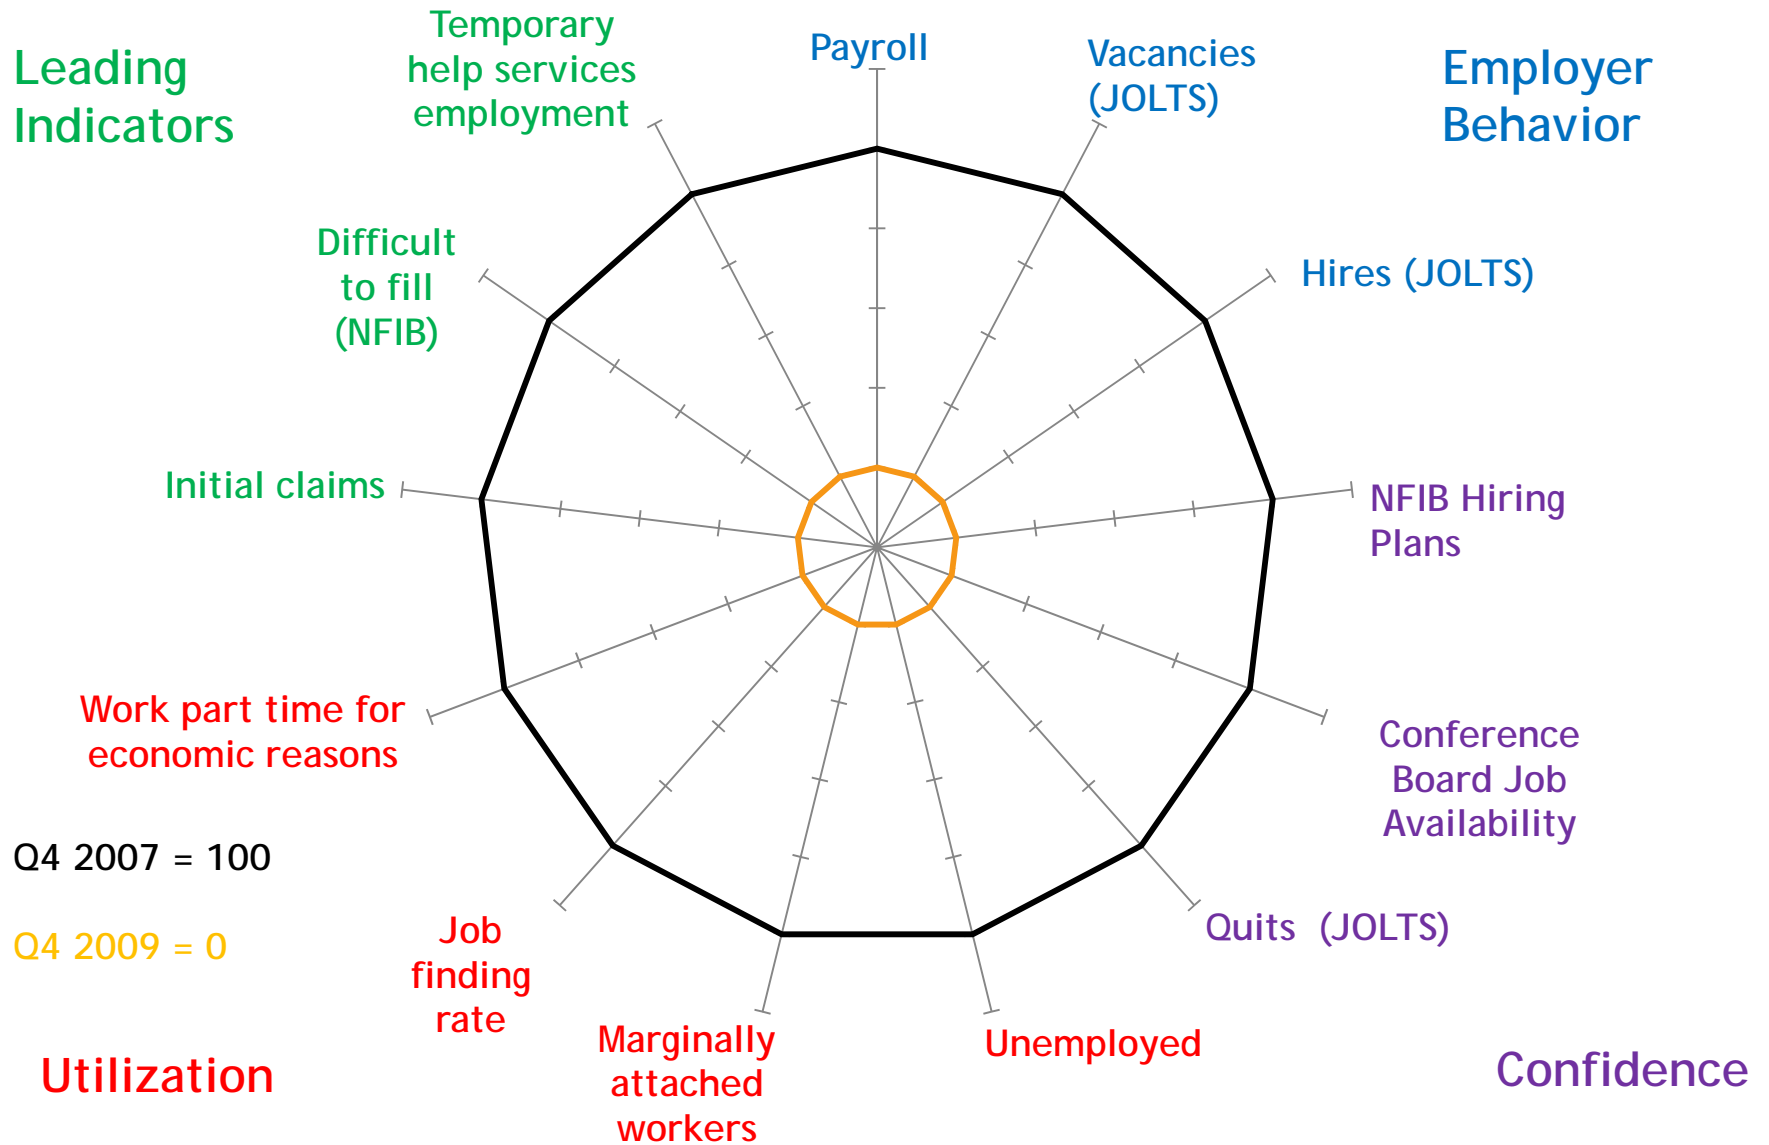 Leading
Indicators
Temporary
help services
employment
Payroll
Vacancies
(JOLTS)
Employer
Behavior
Difficult
to fill
(NFIB)
Hires (JOLTS)
Initial claims
NFIB Hiring
Plans
Work part time for
economic reasons
Conference
Board Job
Availability
Q4 2007 = 100
Q4 2009 = 0
Job
finding
rate
Quits (JOLTS)
Marginally
attached
workers
Unemployed
Utilization
Confidence